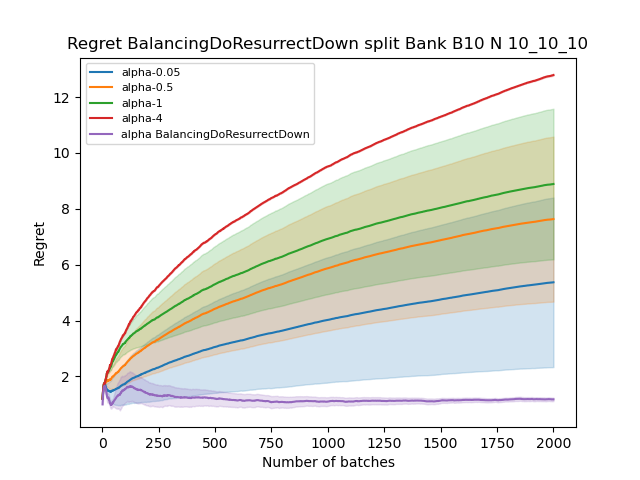 Regret BalancingDoResurrectDown split Bank B10 N 10_10_10
alpha-0.05
alpha-0.5
alpha-1
alpha-4
alpha BalancingDoResurrectDown
12
10
8
6
4
2
Regret
0 250 500 750 1000 1250 1500 1750 2000
Number of batches